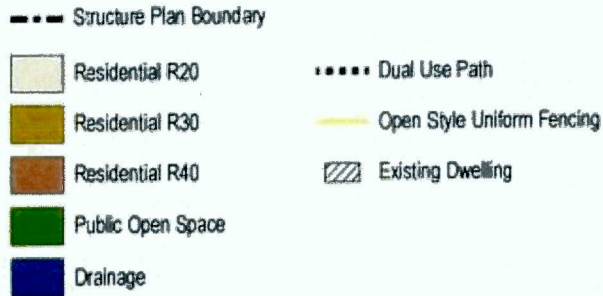 Structure Plan Boundary
Residential R20
Residential R30
Residential R40
Public Open Space
Drainage
Dual Use Path
Open Style Uniform Fencing
Existing Dwelling